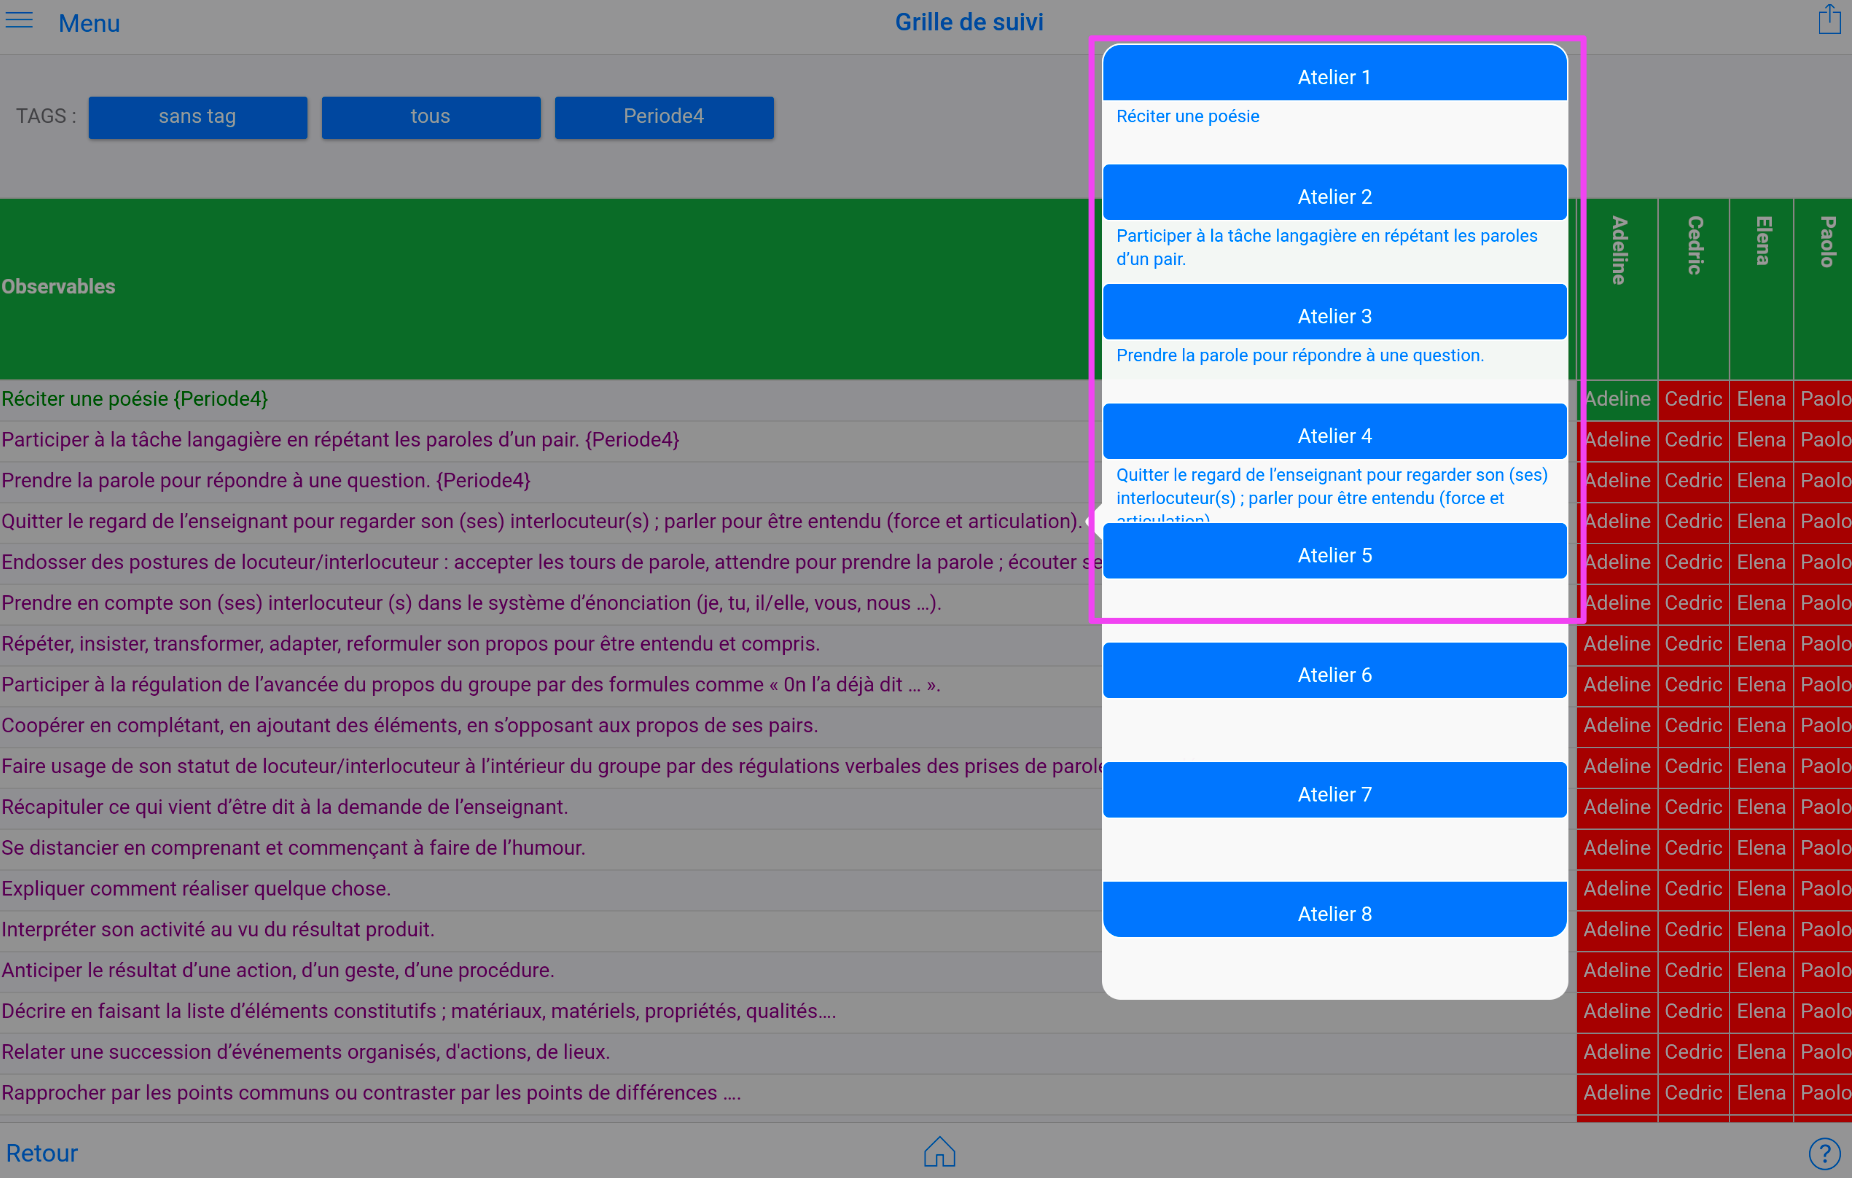 Menu
Grille de suivi
TAGS :
sans tag
tous
Periode4
Observables
Adeline
Cedric
Elena
Paolo
Réciter une poésie {Periode4}
Adeline Cedric Elena Paolo
Participer à la tâche langagière en répétant les paroles d’un pair. {Periode4}
Adeline Cedric Elena Paolo
Prendre la parole pour répondre à une question. {Periode4}
Adeline Cedric Elena Paolo
Quitter le regard de l’enseignant pour regarder son (ses) interlocuteur(s) ; parler pour être entendu (force et articulation).
Adeline Cedric Elena Paolo
Endosser des postures de locuteur/interlocuteur : accepter les tours de parole, attendre pour prendre la parole ; écouter
Adeline Cedric Elena Paolo
Prendre en compte son (ses) interlocuteur (s) dans le système d’énonciation (je, tu, il/elle, vous, nous …).
Adeline Cedric Elena Paolo
Répéter, insister, transformer, adapter, reformuler son propos pour être entendu et compris.
Adeline Cedric Elena Paolo
Participer à la régulation de l’avancée du propos du groupe par des formules comme « 0n l’a déjà dit … ».
Adeline Cedric Elena Paolo
Coopérer en complétant, en ajoutant des éléments, en s’opposant aux propos de ses pairs.
Adeline Cedric Elena Paolo
Faire usage de son statut de locuteur/interlocuteur à l’intérieur du groupe par des régulations verbales des prises de parole
Adeline Cedric Elena Paolo
Récapituler ce qui vient d’être dit à la demande de l’enseignant.
Adeline Cedric Elena Paolo
Se distancier en comprenant et commençant à faire de l’humour.
Adeline Cedric Elena Paolo
Expliquer comment réaliser quelque chose.
Adeline Cedric Elena Paolo
Interpréter son activité au vu du résultat produit.
Adeline Cedric Elena Paolo
Anticiper le résultat d’une action, d’un geste, d’une procédure.
Adeline Cedric Elena Paolo
Décrire en faisant la liste d’éléments constitutifs ; matériaux, matériels, propriétés, qualités….
Adeline Cedric Elena Paolo
Relater une succession d’événements organisés, d'actions, de lieux.
Adeline Cedric Elena Paolo
Rapprocher par les points communs ou contraster par les points de différences ….
Adeline Cedric Elena Paolo
Atelier 1
Réciter une poésie
Atelier 2
Participer à la tâche langagière en répétant les paroles
d’un pair.
Atelier 3
Prendre la parole pour répondre à une question.
Atelier 4
Quitter le regard de l’enseignant pour regarder son (ses)
interlocuteur(s) ; parler pour être entendu (force et
articulation)
Atelier 5
Atelier 6
Atelier 7
Atelier 8
Retour
?